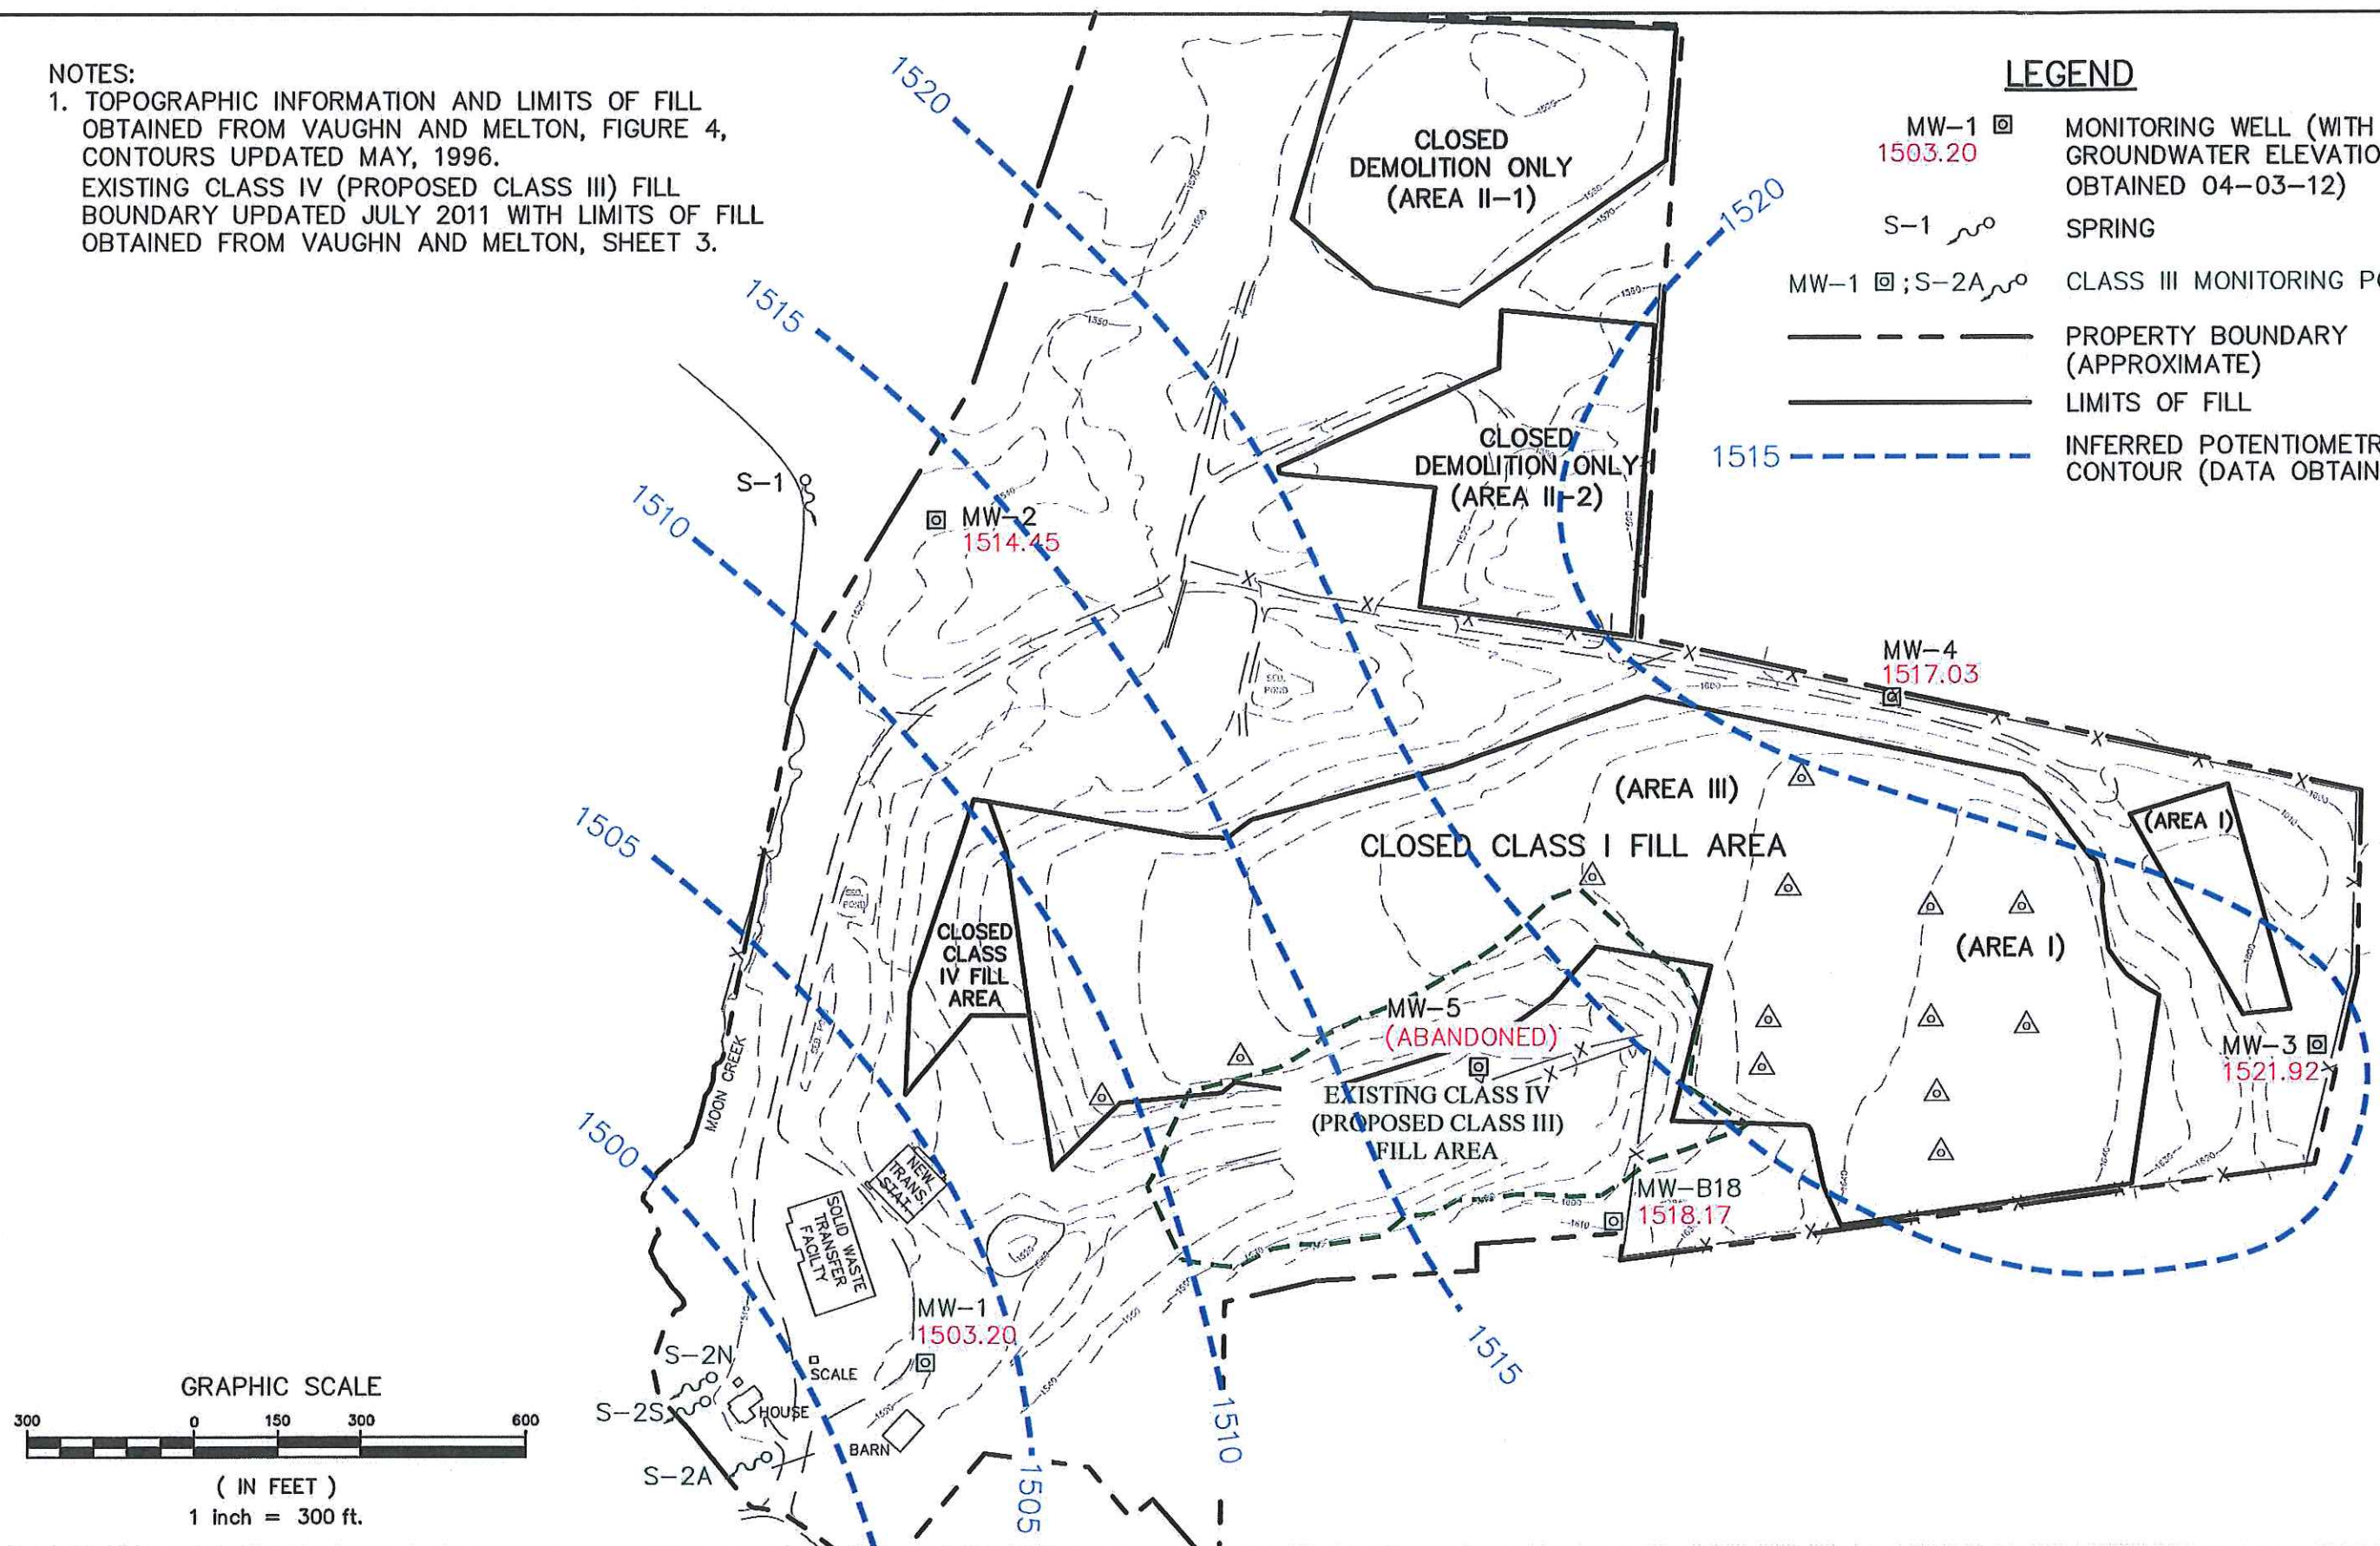 NOTES:
1. TOPOGRAPHIC INFORMATION AND LIMITS OF FILL
OBTAINED FROM VAUGHN AND MELTON, FIGURE 4,
CONTOURS UPDATED MAY, 1996.
EXISTING CLASS IV (PROPOSED CLASS III) FILL
BOUNDARY UPDATED JULY 2011 WITH LIMITS OF FILL
OBTAINED FROM VAUGHN AND MELTON, SHEET 3.
LEGEND
MW-1
1503.20
MONITORING WELL (WITH
GROUNDWATER ELEVATIO
OBTAINED 04-03-12)
S-1
SPRING
MW-1 ; S-2A
CLASS III MONITORING PO
PROPERTY BOUNDARY
(APPROXIMATE)
LIMITS OF FILL
1515
INFERRED POTENTIOMETR
CONTOUR (DATA OBTAIN
1520
1515
1510
1505
1500
1520
CLOSED
DEMOLITION ONLY
(AREA II-1)
CLOSED
DEMOLITION ONLY
(AREA II-2)
S-1
MW-2
1514.45
MW-4
1517.03
SED.
POND
(AREA III)
CLOSED CLASS I FILL AREA
(AREA I)
(AREA I)
SED.
POND
CLOSED
CLASS
IV FILL
AREA
MW-5
(ABANDONED)
EXISTING CLASS IV
(PROPOSED CLASS III)
FILL AREA
MW-3
1521.92
MW-B18
1518.17
MOON CREEK
NEW
TRANS.
STAT.
SOLID WASTE
TRANSFER
FACILTY
MW-1
1503.20
SCALE
HOUSE
BARN
S-2N
S-2S
S-2A
1505
1510
1515
GRAPHIC SCALE
300 0 150 300 600
( IN FEET )
1 inch = 300 ft.